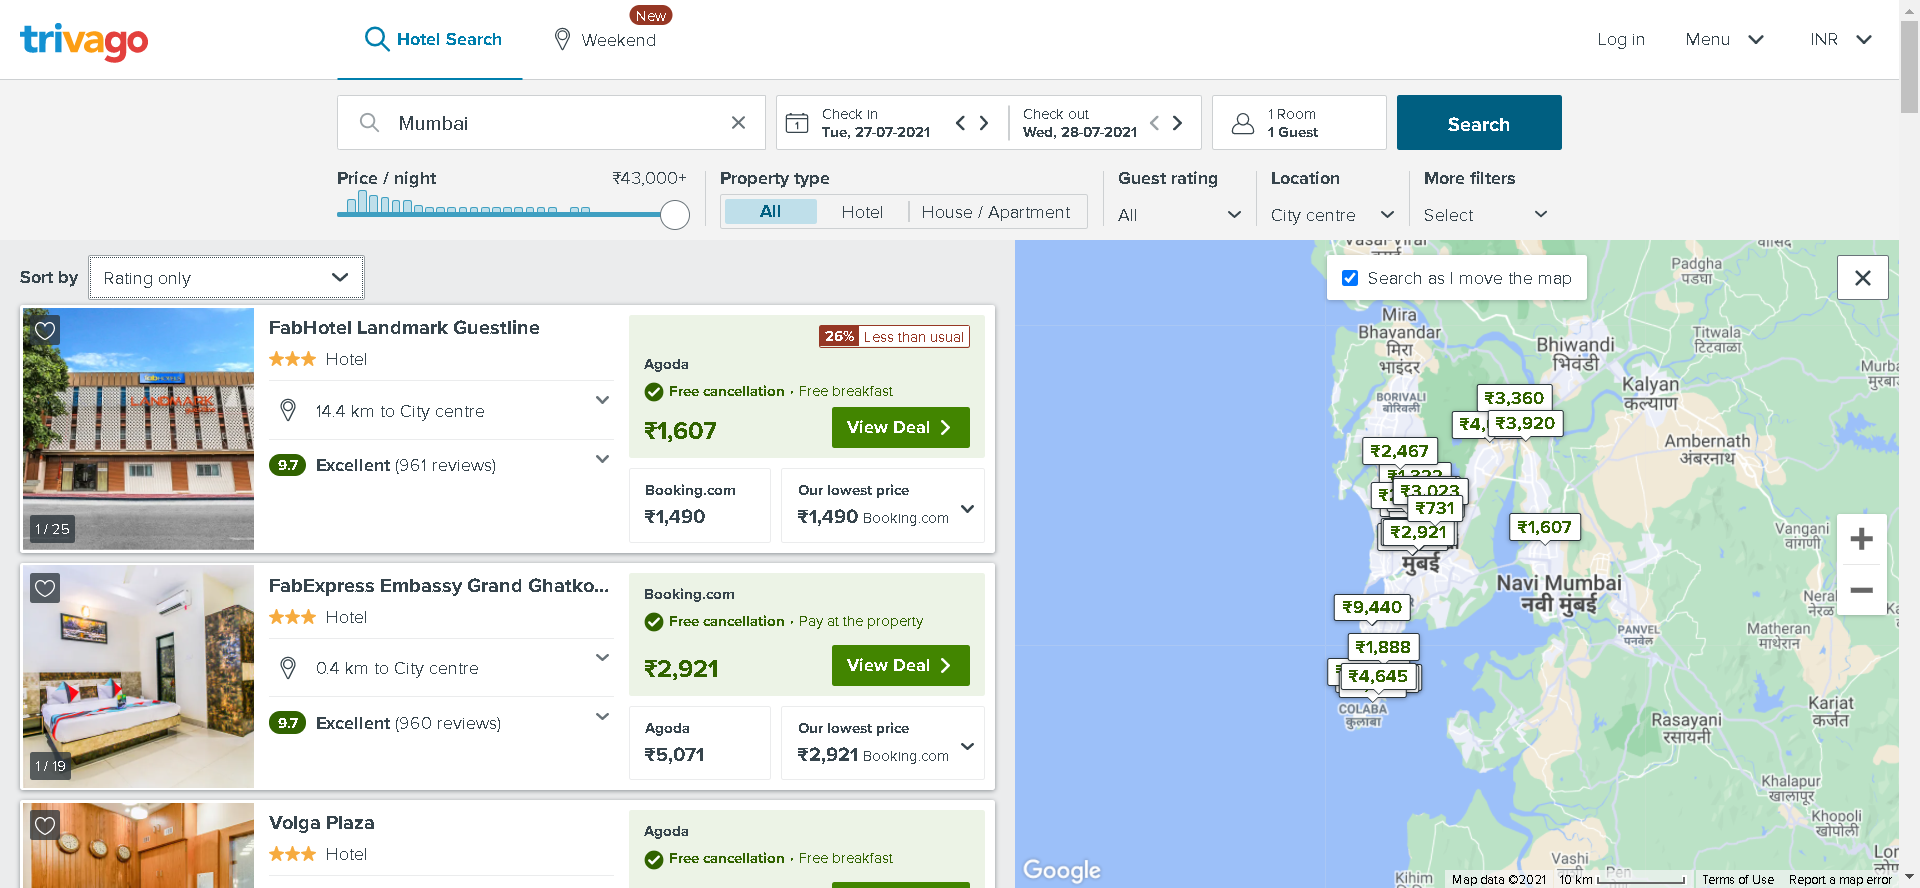 trivago
Hotel Search
New
Weekend
Log in
Menu
INR
Mumbai
1
Check in
Tue, 27-07-2021
Check out
Wed, 28-07-2021
1 Room
1 Guest
Search
Price / night
₹43,000+
Property type
All
Hotel
House / Apartment
Guest rating
All
Location
City centre
More filters
Select
Sort by
Rating only
1 / 25
FabHotel Landmark Guestline
Hotel
14.4 km to City centre
9.7 Excellent (961 reviews)
26% Less than usual
Agoda
Free cancellation · Free breakfast
₹1,607
View Deal
Booking.com
₹1,490
Our lowest price
₹1,490 Booking.com
1 / 19
FabExpress Embassy Grand Ghatko...
Hotel
0.4 km to City centre
9.7 Excellent (960 reviews)
Booking.com
Free cancellation · Pay at the property
₹2,921
View Deal
Agoda
₹5,071
Our lowest price
₹2,921 Booking.com
Volga Plaza
Hotel
Agoda
Free cancellation · Free breakfast
Search as I move the map
Padgha
पडघा
Mira
Bhavandar
मिरा
भाइंदर
Bhiwandi
भिवंडी
Titwala
टिटवाळा
Kalyan
कल्याण
BORIVALI
बोरिवली
₹3,360
₹3,920
Ambernath
अंबरनाथ
₹2,467
₹3,023
₹731
₹2,921
₹1,607
मुंबई
Vangani
वांगणी
Navi Mumbai
नवी मुंबई
₹9,440
PANVEL
पनवेल
Matheran
माथेरान
₹1,888
₹4,645
COLABA
कुलाबा
Karjat
कर्जत
Rasayani
रसायनी
Khalapur
खालापूर
Khopoli
खोपोली
Vashi
वाशी
Kihim
Pen
Google
Map data ©2021
10 km
Terms of Use
Report a map error